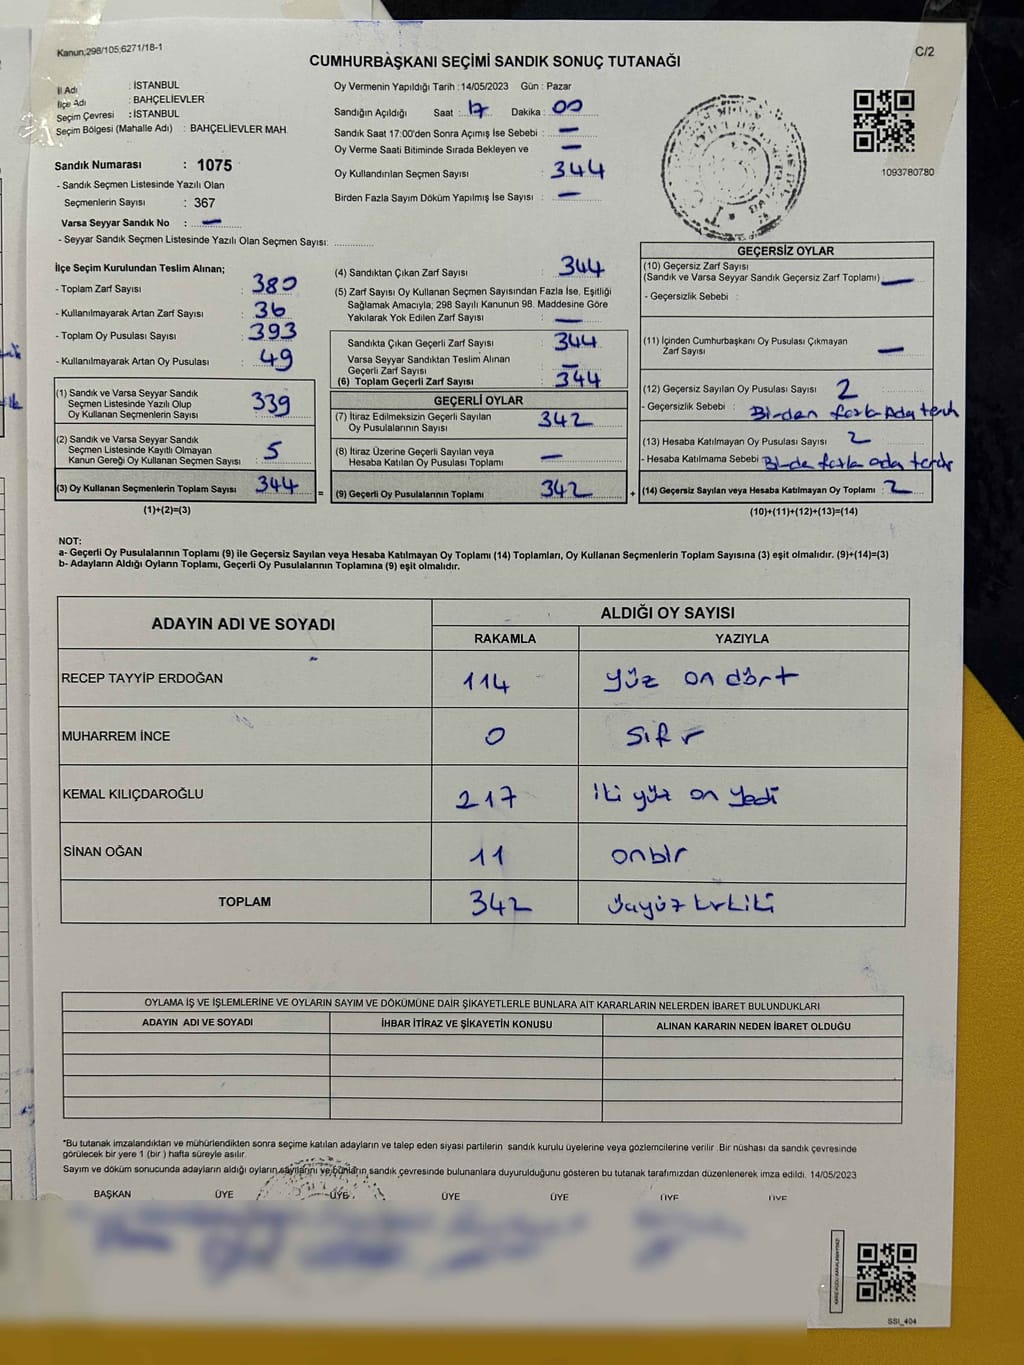 Kanun;298/105;6271/18-1
C/2
CUMHURBAŞKANI SEÇİMİ SANDIK SONUÇ TUTANAĞI
İl Adı : İSTANBUL
İlçe Adı : BAHÇELİEVLER
Seçim Çevresi : İSTANBUL
Seçim Bölgesi (Mahalle Adı) : BAHÇELİEVLER MAH.
Sandık Numarası : 1075
- Sandık Seçmen Listesinde Yazılı Olan
Seçmenlerin Sayısı : 367
Varsa Seyyar Sandık No : —
- Seyyar Sandık Seçmen Listesinde Yazılı Olan Seçmen Sayısı:
Oy Vermenin Yapıldığı Tarih : 14/05/2023 Gün : Pazar
Sandığın Açıldığı Saat : 17 Dakika : 00
Sandık Saat 17:00'den Sonra Açımış İse Sebebi : —
Oy Verme Saati Bitiminde Sırada Bekleyen ve —
Oy Kullandırılan Seçmen Sayısı : 344
Birden Fazla Sayım Döküm Yapılmış İse Sayısı : —
1093780780
İlçe Seçim Kurulundan Teslim Alınan;
- Toplam Zarf Sayısı : 380
- Kullanılmayarak Artan Zarf Sayısı : 36
- Toplam Oy Pusulası Sayısı : 393
- Kullanılmayarak Artan Oy Pusulası : 49
(1) Sandık ve Varsa Seyyar Sandık
Seçmen Listesinde Yazılı Olup
Oy Kullanan Seçmenlerin Sayısı : 339
(2) Sandık ve Varsa Seyyar Sandık
Seçmen Listesinde Kayıtlı Olmayan
Kanun Gereği Oy Kullanan Seçmen Sayısı : 5
(3) Oy Kullanan Seçmenlerin Toplam Sayısı : 344
(1)+(2)=(3)
(4) Sandıktan Çıkan Zarf Sayısı : 344
(5) Zarf Sayısı Oy Kullanan Seçmen Sayısından Fazla İse, Eşitliği
Sağlamak Amacıyla; 298 Sayılı Kanunun 98. Maddesine Göre
Yakılarak Yok Edilen Zarf Sayısı : —
Sandıkta Çıkan Geçerli Zarf Sayısı : 344
Varsa Seyyar Sandıktan Teslim Alınan
Geçerli Zarf Sayısı : —
(6) Toplam Geçerli Zarf Sayısı : 344
GEÇERLİ OYLAR
(7) İtiraz Edilmeksizin Geçerli Sayılan
Oy Pusulalarının Sayısı : 342
(8) İtiraz Üzerine Geçerli Sayılan veya
Hesaba Katılan Oy Pusulası Toplamı : —
= (9) Geçerli Oy Pusulalarının Toplamı : 342 +
GEÇERSİZ OYLAR
(10) Geçersiz Zarf Sayısı
(Sandık ve Varsa Seyyar Sandık Geçersiz Zarf Toplamı) : —
- Geçersizlik Sebebi :
(11) İçinden Cumhurbaşkanı Oy Pusulası Çıkmayan
Zarf Sayısı : —
(12) Geçersiz Sayılan Oy Pusulası Sayısı : 2
- Geçersizlik Sebebi : Birden fazla Aday
(13) Hesaba Katılmayan Oy Pusulası Sayısı : 2
- Hesaba Katılmama Sebebi : fazla aday
(14) Geçersiz Sayılan veya Hesaba Katılmayan Oy Toplamı : 2
(10)+(11)+(12)+(13)=(14)
NOT:
a- Geçerli Oy Pusulalarının Toplamı (9) ile Geçersiz Sayılan veya Hesaba Katılmayan Oy Toplamı (14) Toplamları, Oy Kullanan Seçmenlerin Toplam Sayısına (3) eşit olmalıdır. (9)+(14)=(3)
b- Adayların Aldığı Oyların Toplamı, Geçerli Oy Pusulalarının Toplamına (9) eşit olmalıdır.
ADAYIN ADI VE SOYADI ALDIĞI OY SAYISI
RAKAMLA YAZIYLA
RECEP TAYYİP ERDOĞAN 114 yüz on dört
MUHARREM İNCE 0 sıfır
KEMAL KILIÇDAROĞLU 217 iki yüz on yedi
SİNAN OĞAN 11 onbir
TOPLAM 342
OYLAMA İŞ VE İŞLEMLERİNE VE OYLARIN SAYIM VE DÖKÜMÜNE DAİR ŞİKAYETLERLE BUNLARA AİT KARARLARIN NELERDEN İBARET BULUNDUKLARI
ADAYIN ADI VE SOYADI İHBAR İTİRAZ VE ŞİKAYETİN KONUSU ALINAN KARARIN NEDEN İBARET OLDUĞU
*Bu tutanak imzalandıktan ve mühürlendikten sonra seçime katılan adayların ve talep eden siyasi partilerin sandık kurulu üyelerine veya gözlemcilerine verilir. Bir nüshası da sandık çevresinde
görülecek bir yere 1 (bir) hafta süreyle asılır.
Sayım ve döküm sonucunda adayların aldığı oyların sayılarını ve bunların sandık çevresinde bulunanlara duyurulduğunu gösteren bu tutanak tarafımızdan düzenlenerek imza edildi. 14/05/2023
BAŞKAN ÜYE ÜYE ÜYE ÜYE ÜYE ÜYE
SSI_404